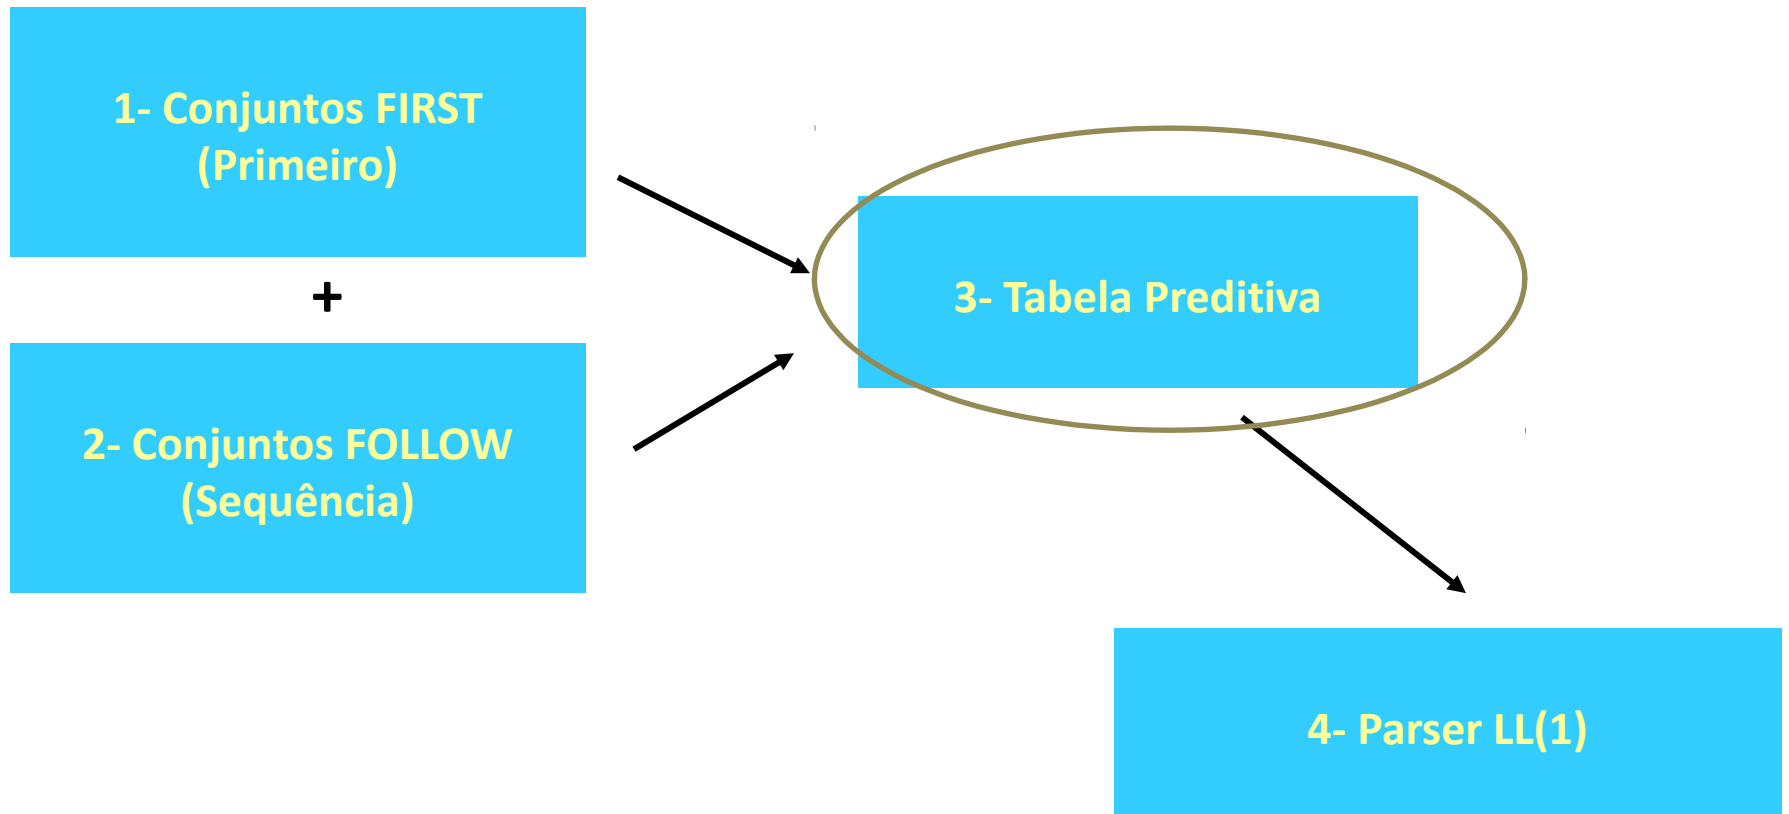 1- Conjuntos FIRST
(Primeiro)
+
2- Conjuntos FOLLOW
(Sequência)
3- Tabela Preditiva
4- Parser LL(1)